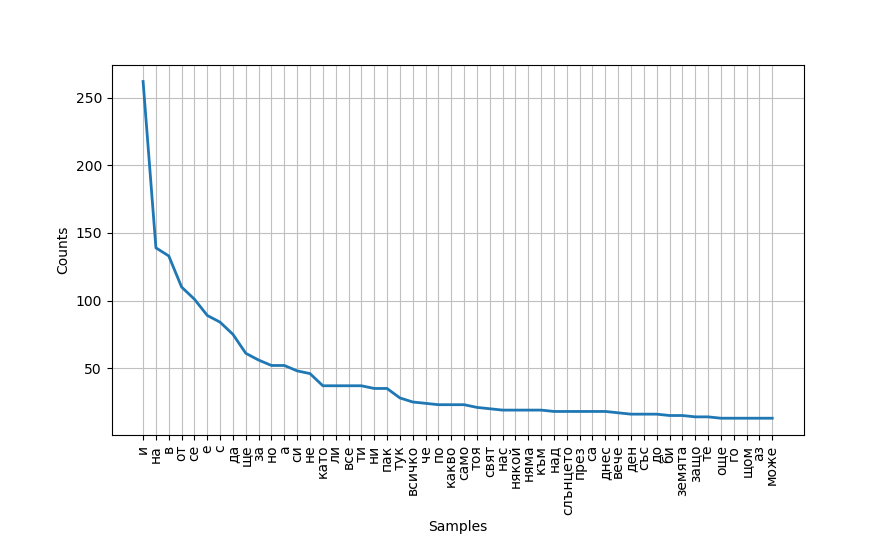 250
200
150
100
50
Counts
и
на
в
от
се
е
с
да
ще
за
но
а
си
не
като
ли
все
ти
ни
пак
тук
всичко
че
по
какво
само
тоя
свят
нас
някой
няма
към
над
слънцето
през
са
днес
вече
ден
със
до
би
земята
защо
те
още
го
щом
аз
може
Samples